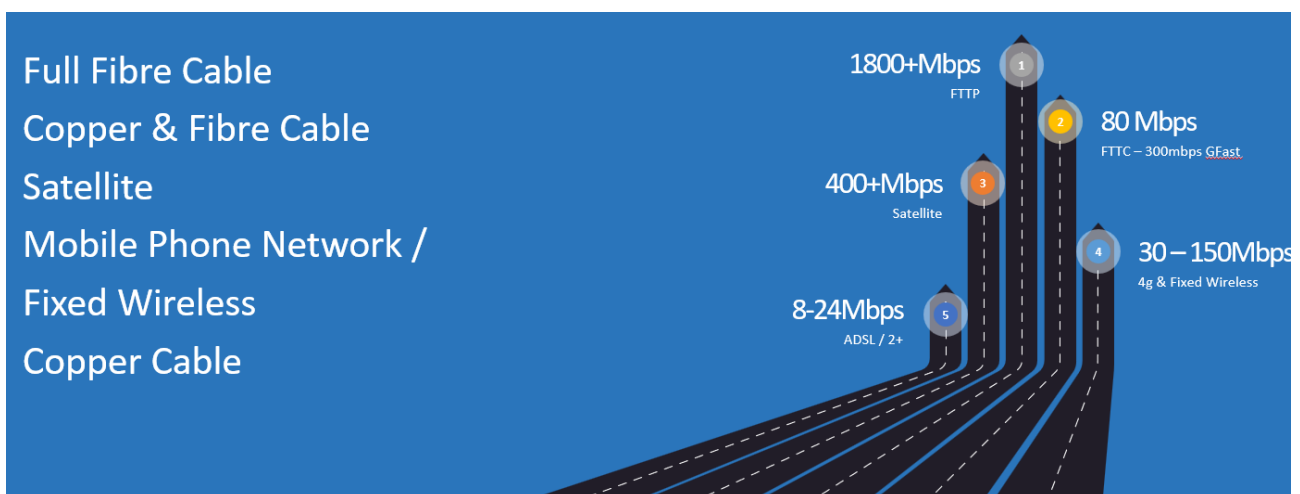 Full Fibre Cable
Copper & Fibre Cable
Satellite
Mobile Phone Network /
Fixed Wireless
Copper Cable
1800+Mbps
FTTP
1
2
80 Mbps
FTTC – 300mbps GFast
400+Mbps
Satellite
3
4
30 – 150Mbps
4g & Fixed Wireless
8-24Mbps
ADSL / 2+
5